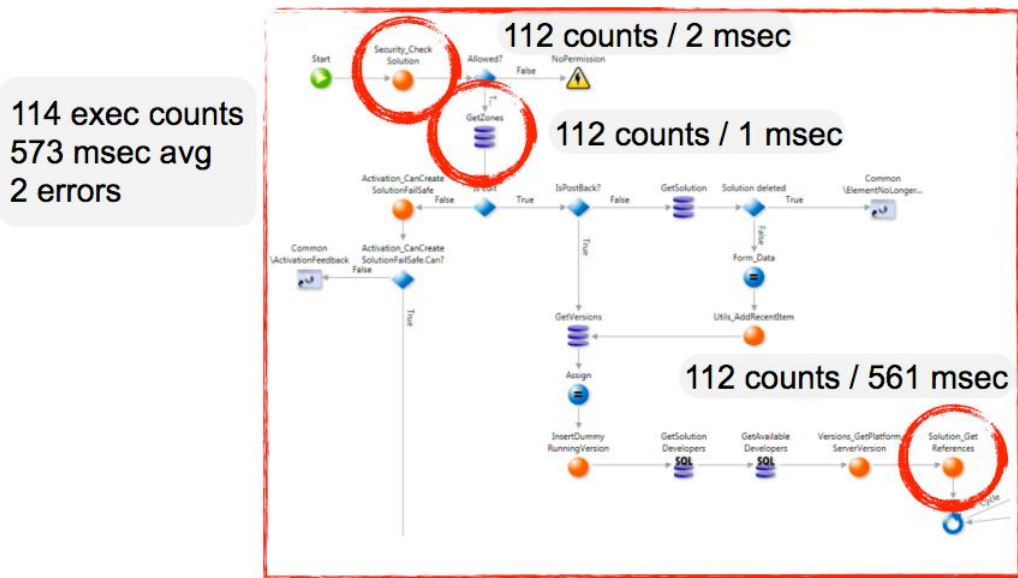 114 exec counts
573 msec avg
2 errors
112 counts / 2 msec
Start
Security_Check
Solution
Allowed?
False
NoPermission
GetZones
112 counts / 1 msec
Activation_CanCreate
SolutionFailSafe
False
True
IsPostBack?
False
GetSolution
Solution deleted
True
Common
\ElementNoLonger...
Common
\ActivationFeedback
False
Activation_CanCreate
SolutionFailSafe.Can?
True
True
False
Form_Data
GetVersions
Utils_AddRecentItem
Assign
112 counts / 561 msec
InsertDummy
RunningVersion
GetSolution
Developers
SQL
GetAvailable
Developers
SQL
Versions_GetPlatform
ServerVersion
Solution_Get
References
Cycle